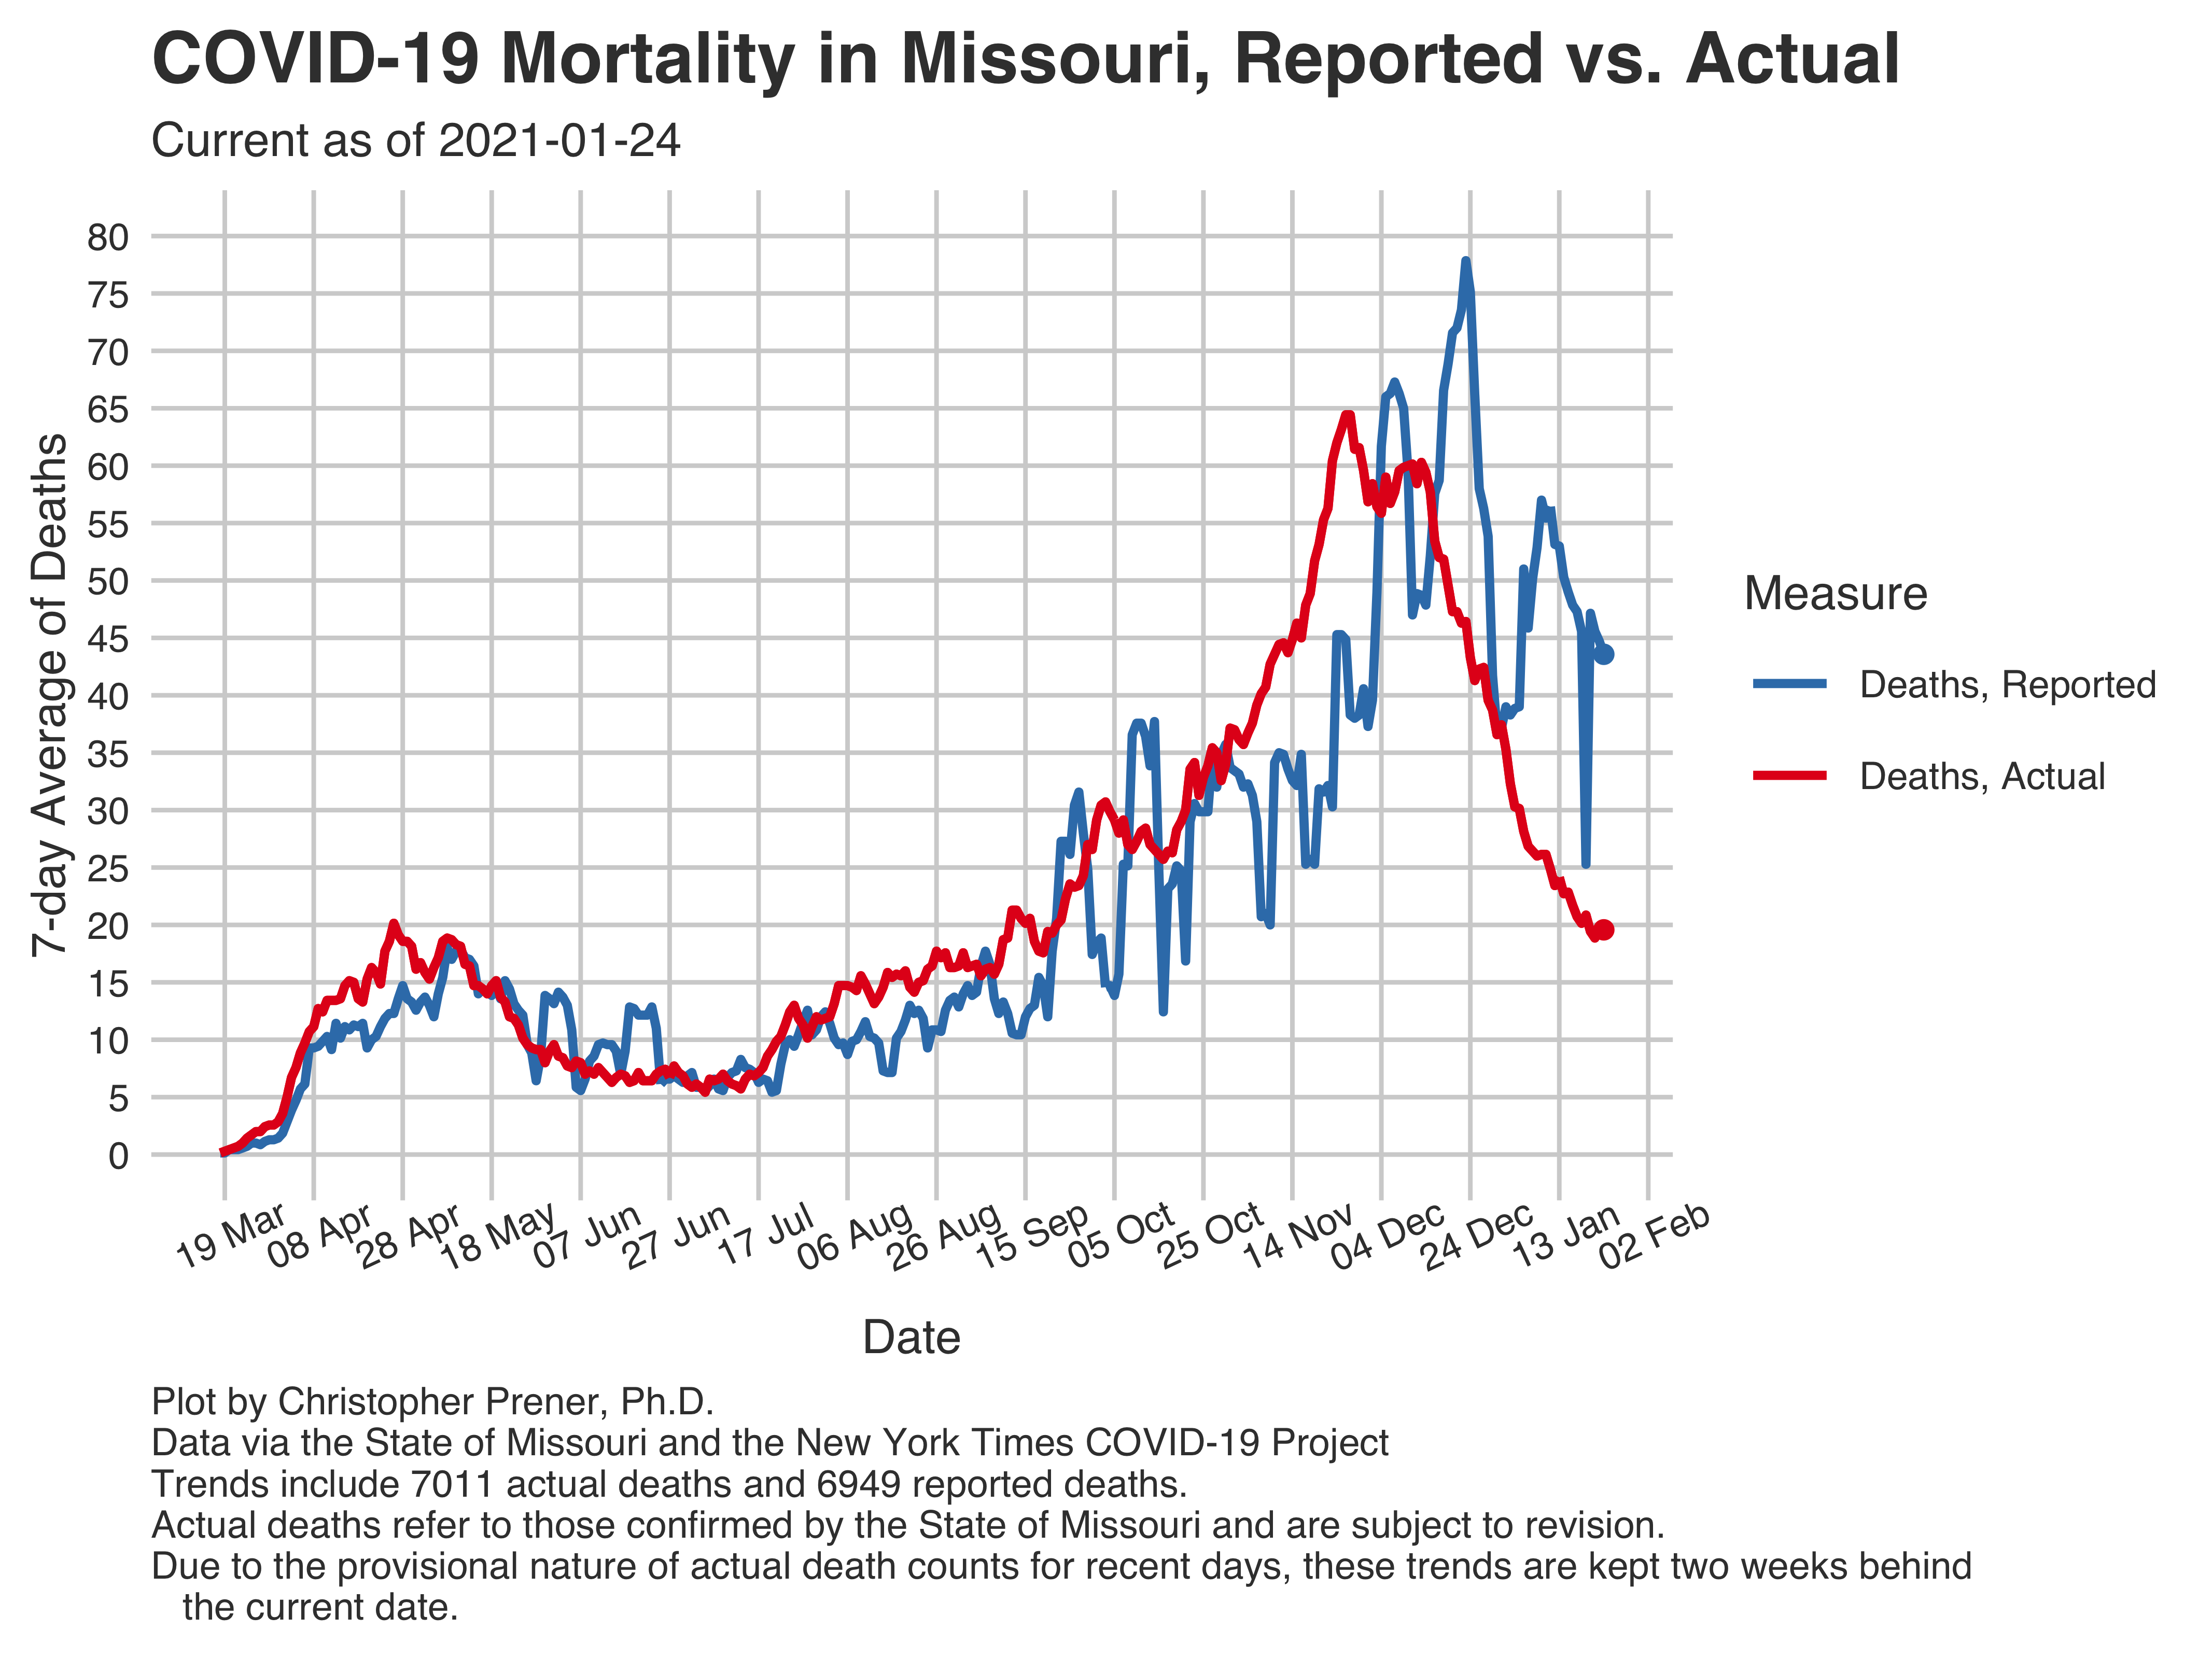 COVID-19 Mortality in Missouri, Reported vs. Actual
Current as of 2021-01-24
80
75
70
65
60
55
50
45
40
35
30
25
20
15
10
5
0
7-day Average of Deaths
Measure
Deaths, Reported
Deaths, Actual
19 Mar
08 Apr
28 Apr
18 May
07 Jun
27 Jun
17 Jul
06 Aug
26 Aug
15 Sep
05 Oct
25 Oct
14 Nov
04 Dec
24 Dec
13 Jan
02 Feb
Date
Plot by Christopher Prener, Ph.D.
Data via the State of Missouri and the New York Times COVID-19 Project
Trends include 7011 actual deaths and 6949 reported deaths.
Actual deaths refer to those confirmed by the State of Missouri and are subject to revision.
Due to the provisional nature of actual death counts for recent days, these trends are kept two weeks behind
the current date.